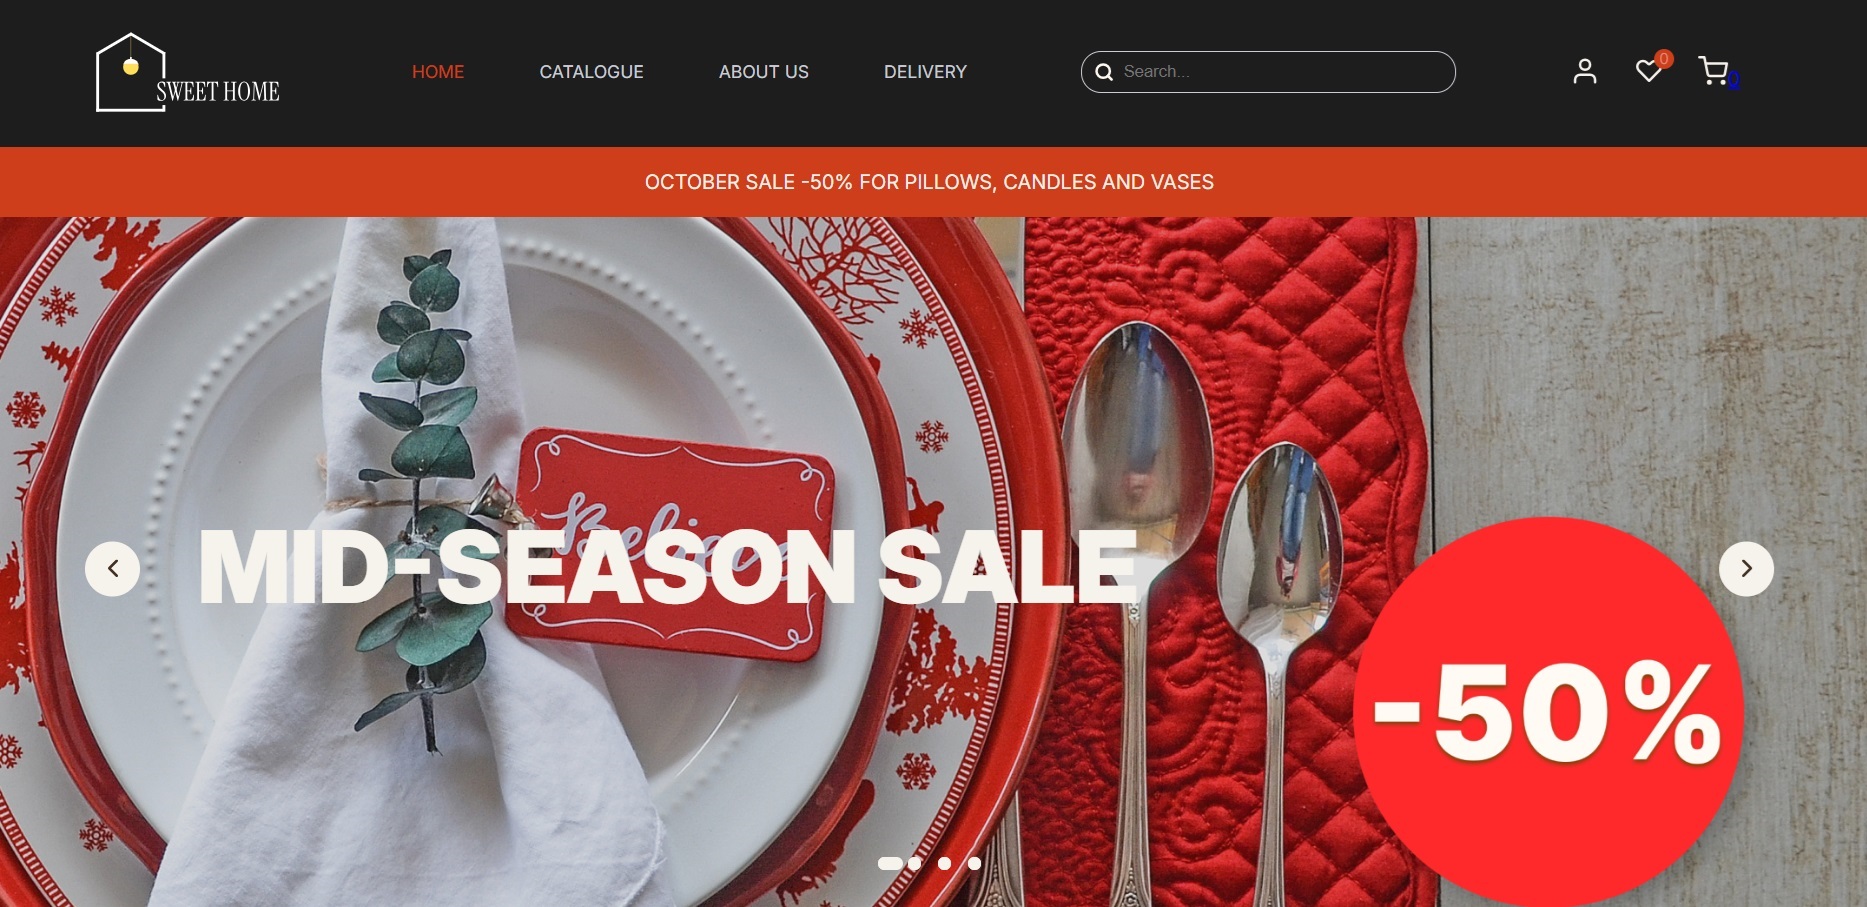 SWEET HOME
HOME CATALOGUE ABOUT US DELIVERY Search... 0 0
OCTOBER SALE -50% FOR PILLOWS, CANDLES AND VASES
Believe
MID-SEASON SALE
-50%